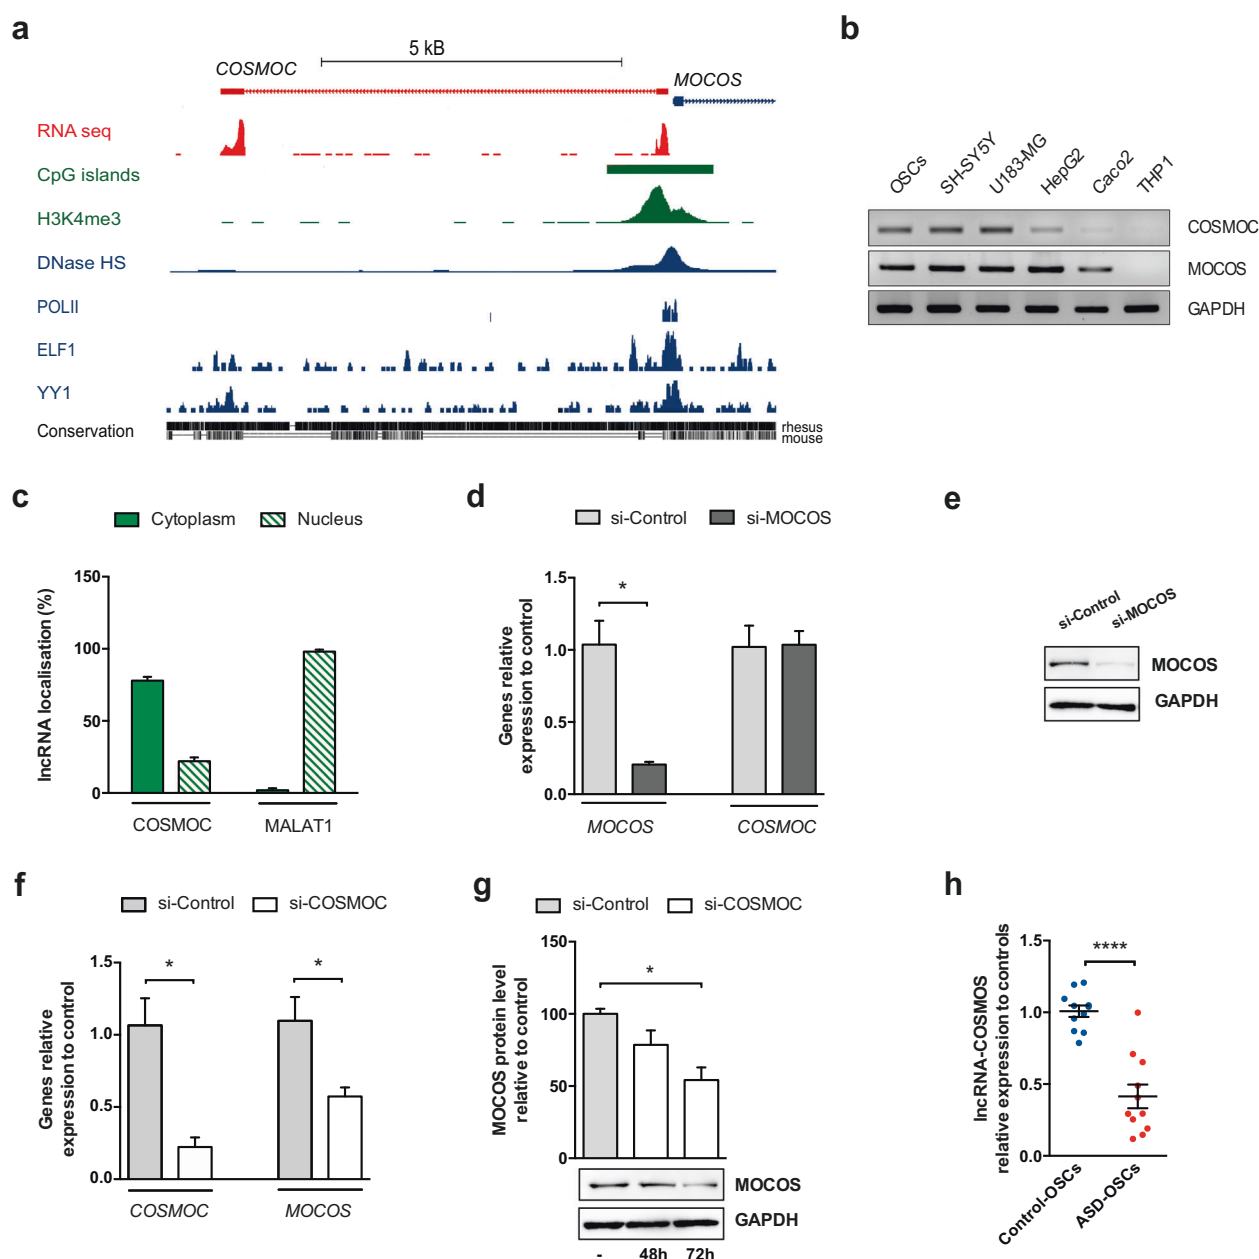 a
5 kB
COSMOC
MOCOS
RNA seq
CpG islands
H3K4me3
DNase HS
POLII
ELF1
YY1
Conservation
rhesus
mouse
b
OSCs
SH-SY5Y
U183-MG
HepG2
Caco2
THP1
COSMOC
MOCOS
GAPDH
c
Cytoplasm
Nucleus
lncRNA localisation (%)
150
100
50
0
COSMOC
MALAT1
d
si-Control
si-MOCOS
Genes relative
expression to control
1.5
1.0
0.5
0.0
*
MOCOS
COSMOC
e
si-Control
si-MOCOS
MOCOS
GAPDH
f
si-Control
si-COSMOC
Genes relative
expression to control
1.5
1.0
0.5
0.0
*
*
COSMOC
MOCOS
g
si-Control
si-COSMOC
MOCOS protein level
relative to control
150
100
50
0
*
MOCOS
GAPDH
- 48h 72h
h
lncRNA-COSMOS
relative expression to controls
1.5
1.0
0.5
0.0
****
Control-OSCs
ASD-OSCs